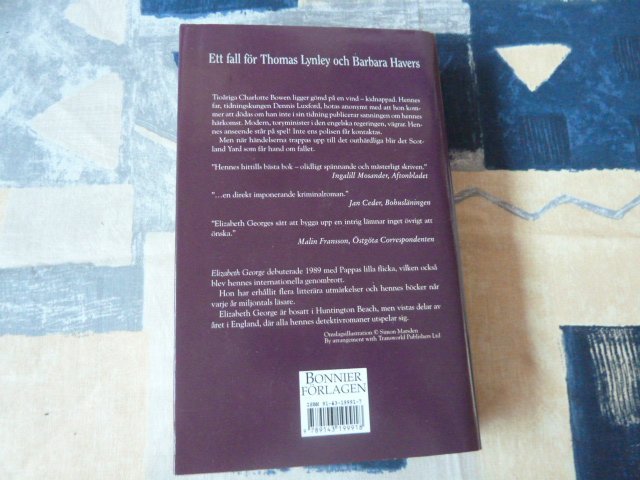 Ett fall för Thomas Lynley och Barbara Havers
Tioåriga Charlotte Bowen ligger gömd på en vind – kidnappad. Hennes
far, tidningskungen Dennis Luxford, hotas anonymt med att hon kom-
mer att dödas om han inte i sin tidning publicerar sanningen om hennes
härkomst. Modern, toryminister i den engelska regeringen, vägrar. Hen-
nes anseende står på spel! Inte ens polisen får kontaktas.
Men när händelserna trappas upp till det outhärdliga blir det Scot-
land Yard som får hand om fallet.
"Hennes hittills bästa bok – olidligt spännande och mästerligt skriven."
Ingalill Mosander, Aftonbladet
"...en direkt imponerande kriminalroman."
Jan Ceder, Bohusläningen
"Elizabeth Georges sätt att bygga upp en intrig lämnar inget övrigt att
önska."
Malin Fransson, Östgöta Correspondenten
Elizabeth George debuterade 1989 med Pappas lilla flicka, vilken också
blev hennes internationella genombrott.
Hon har erhållit flera litterära utmärkelser och hennes böcker når
varje år miljontals läsare.
Elizabeth George är bosatt i Huntington Beach, men vistas delar av
året i England, där alla hennes detektivromaner utspelar sig.
Omslagsillustration © Simon Marsden
By arrangement with Transworld Publishers Ltd
BONNIER
FÖRLAGEN
ISBN 91-43-19991-7
9 789143 199918